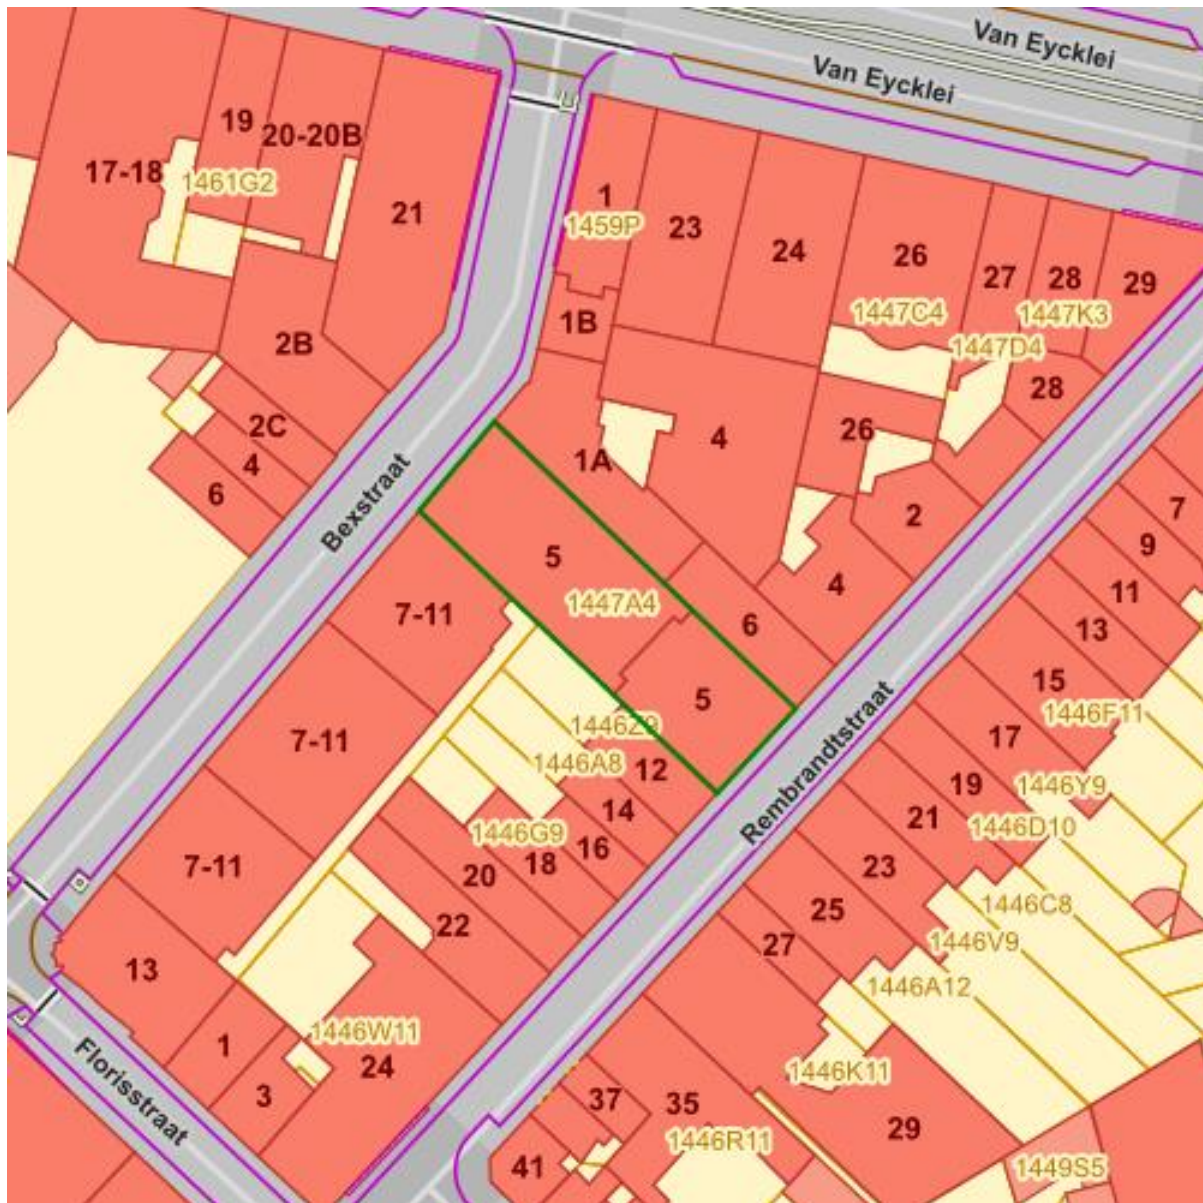 Van Eycklei
Van Eycklei
19
20-20B
17-18
1461G2
21
1
1459P
23
24
26
27
28
29
1447C4
1447K3
1447D4
1B
2B
28
2C
4
4
26
6
1A
Bexstraat
2
7
9
5
4
11
1447A4
7-11
6
13
15
5
1446F11
1446Z9
17
7-11
1446A8
12
Rembrandtstraat
19
1446Y9
14
21
1446D10
1446G9
16
18
7-11
20
23
1446C8
25
22
1446V9
27
13
1446A12
1
1446W11
24
1446K11
Florisstraat
3
37
35
29
1446R11
41
1449S5